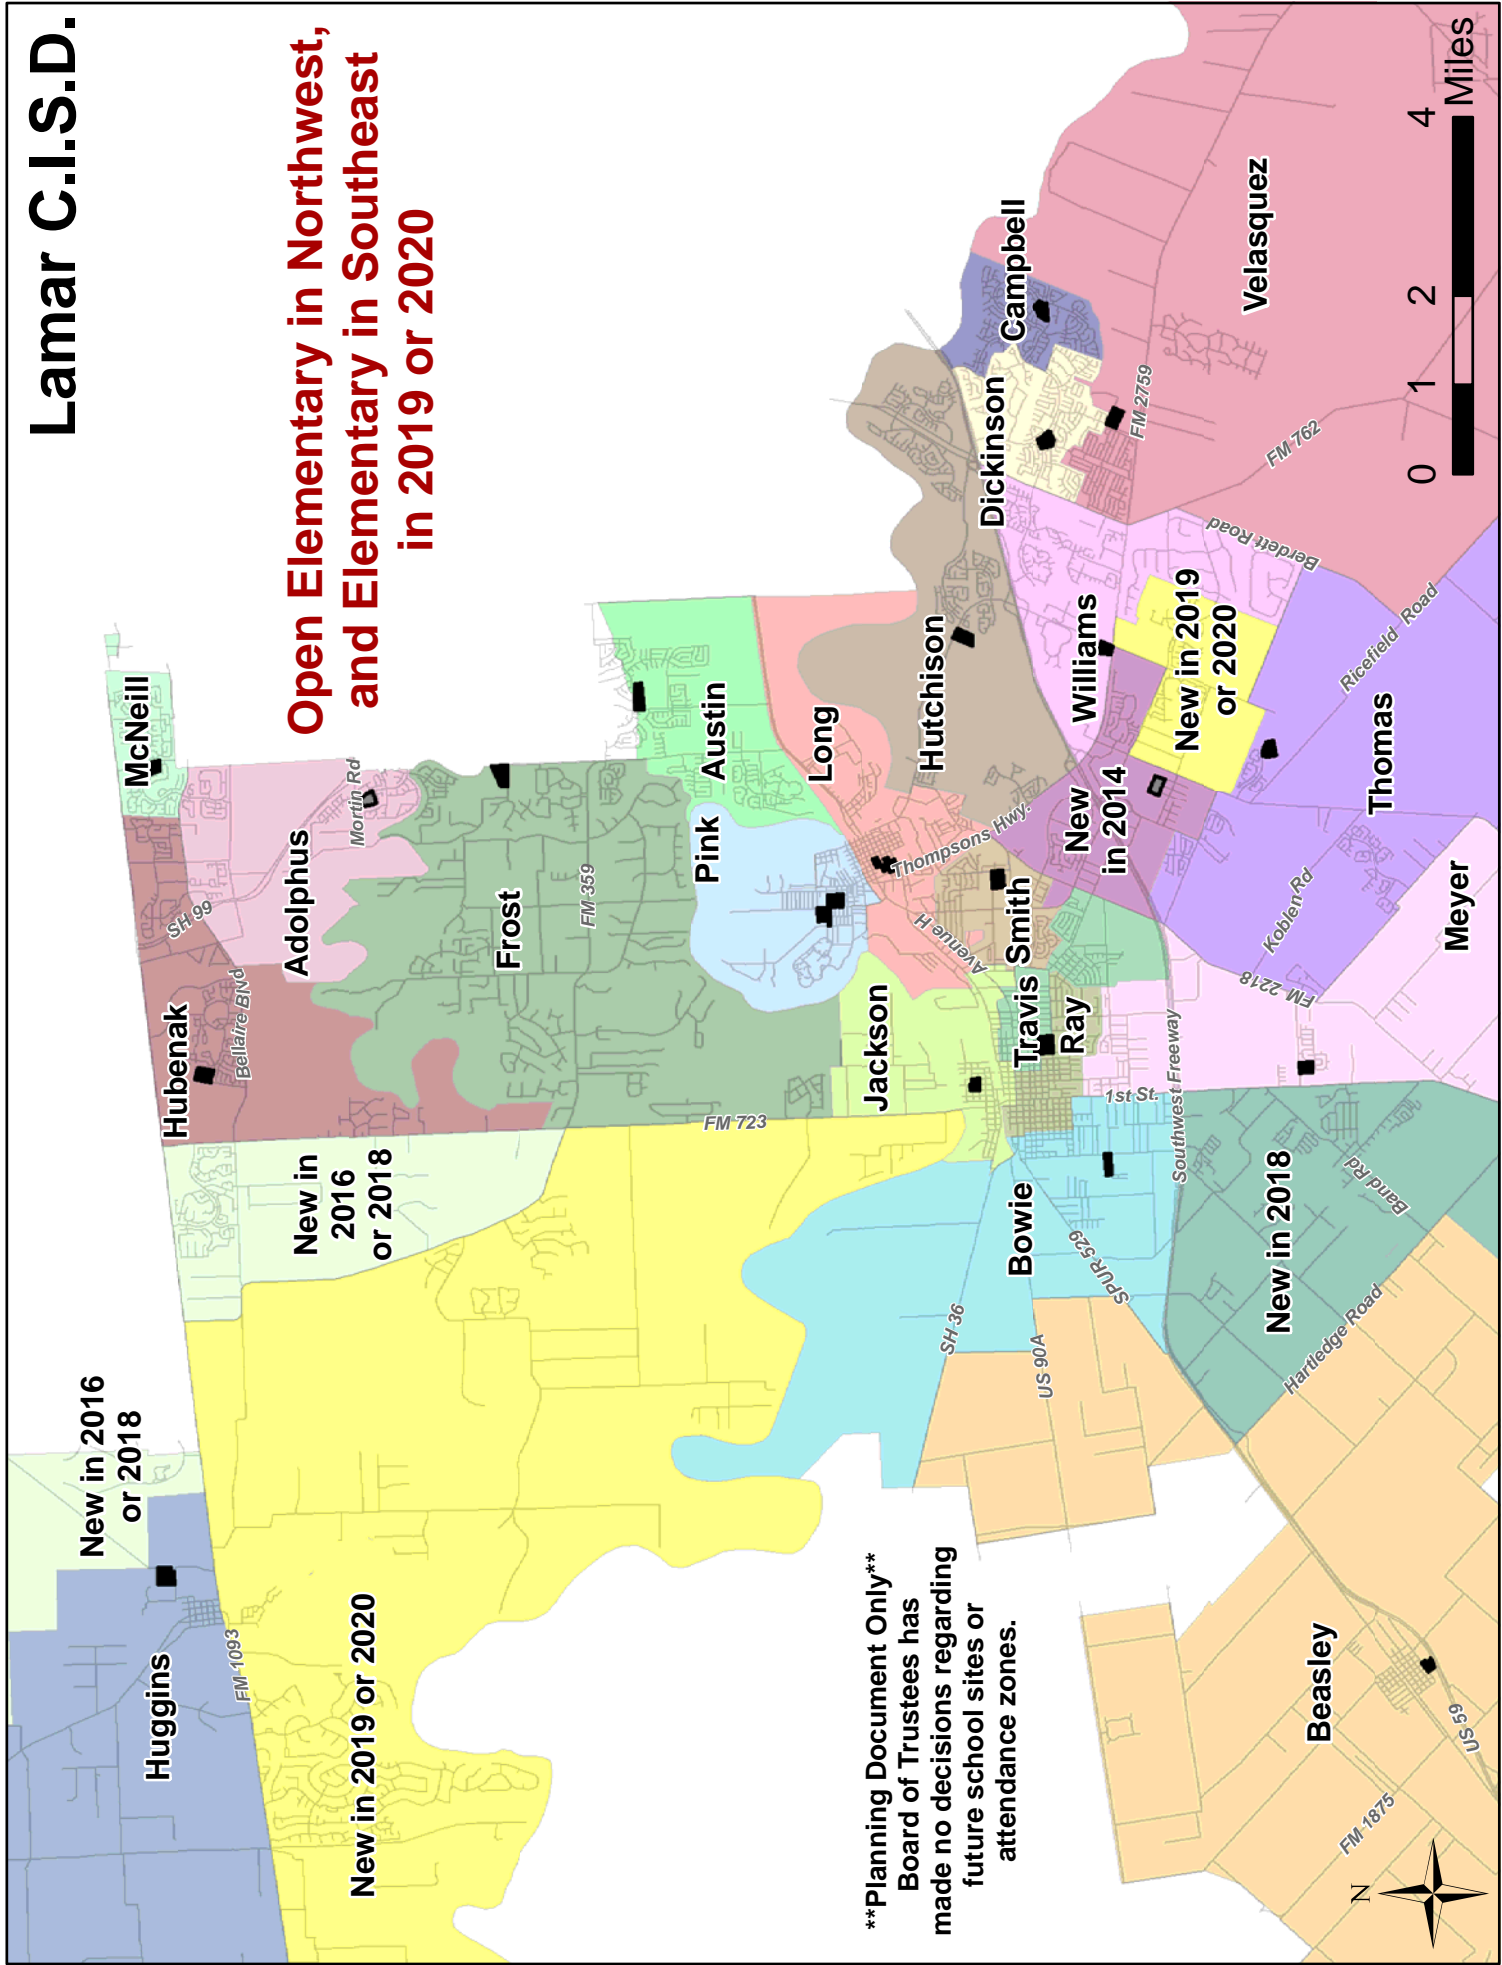 Lamar C.I.S.D.
Open Elementary in Northwest,
and Elementary in Southeast
in 2019 or 2020
McNeill
Mortin Rd
Adolphus
SH 99
Hubenak
Bellaire Blvd
Frost
FM 359
Austin
Pink
Long
Hutchison
Thompsons Hwy.
Avenue H
Dickinson
Campbell
Velasquez
FM 2759
FM 762
Berdett Road
Williams
New in 2019
or 2020
New
in 2014
Ricefield Road
Thomas
Koblen Rd
Meyer
FM 2218
Smith
Travis
Ray
Jackson
FM 723
1st St.
Southwest Freeway
Bowie
SPUR 529
SH 36
US 90A
New in 2018
Band Rd
Hartledge Road
New in
2016
or 2018
New in 2016
or 2018
Huggins
FM 1093
New in 2019 or 2020
Beasley
US 59
FM 1875
**Planning Document Only**
Board of Trustees has
made no decisions regarding
future school sites or
attendance zones.
N
0 1 2 4
Miles